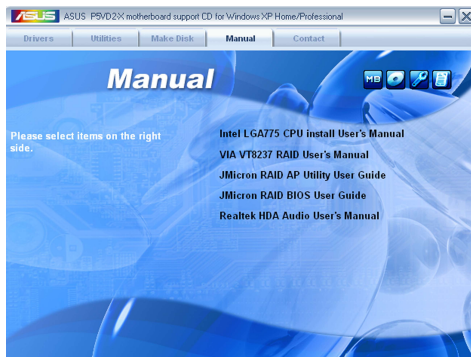 ASUS ASUS P5VD2-X motherboard support CD for Windows XP Home/Professional
Drivers Utilities Make Disk Manual Contact
Manual
MB
Please select items on the right
side.
Intel LGA775 CPU install User's Manual
VIA VT8237 RAID User's Manual
JMicron RAID AP Utility User Guide
JMicron RAID BIOS User Guide
Realtek HDA Audio User's Manual